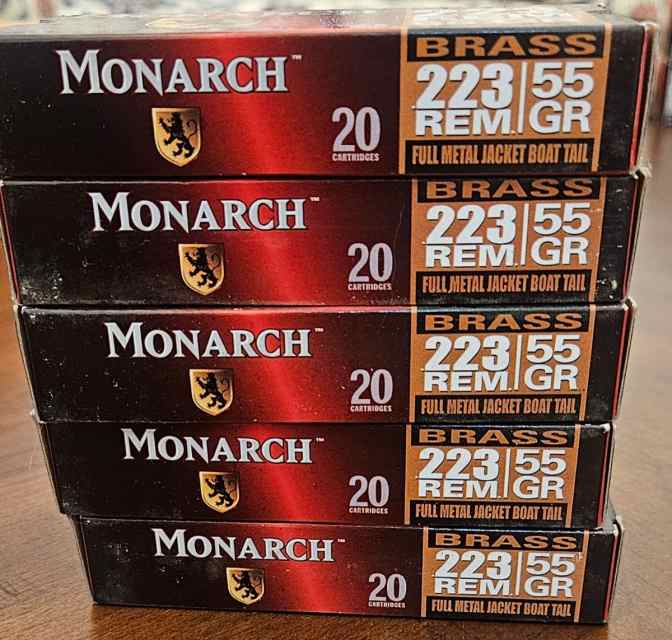 MONARCH™
20
CARTRIDGES
BRASS
223 REM. 55 GR
FULL METAL JACKET BOAT TAIL
MONARCH™
20
CARTRIDGES
BRASS
223 REM. 55 GR
FULL METAL JACKET BOAT TAIL
MONARCH™
20
CARTRIDGES
BRASS
223 REM. 55 GR
FULL METAL JACKET BOAT TAIL
MONARCH™
20
CARTRIDGES
BRASS
223 REM. 55 GR
FULL METAL JACKET BOAT TAIL
MONARCH™
20
CARTRIDGES
BRASS
223 REM. 55 GR
FULL METAL JACKET BOAT TAIL